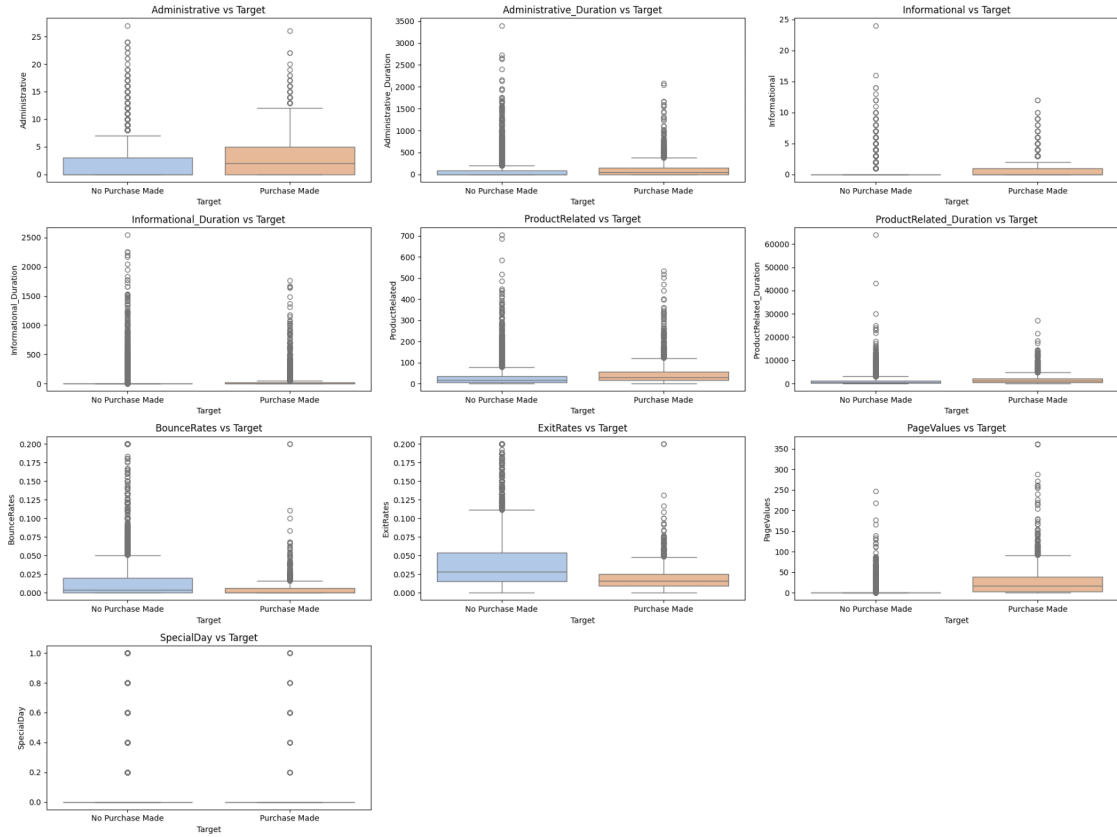 Administrative vs Target
Administrative
25
20
15
10
5
0
No Purchase Made
Purchase Made
Target
Administrative_Duration vs Target
Administrative_Duration
3500
3000
2500
2000
1500
1000
500
0
No Purchase Made
Purchase Made
Target
Informational vs Target
Informational
25
20
15
10
5
0
No Purchase Made
Purchase Made
Target
Informational_Duration vs Target
Informational_Duration
2500
2000
1500
1000
500
0
No Purchase Made
Purchase Made
Target
ProductRelated vs Target
ProductRelated
700
600
500
400
300
200
100
0
No Purchase Made
Purchase Made
Target
ProductRelated_Duration vs Target
ProductRelated_Duration
60000
50000
40000
30000
20000
10000
0
No Purchase Made
Purchase Made
Target
BounceRates vs Target
BounceRates
0.200
0.175
0.150
0.125
0.100
0.075
0.050
0.025
0.000
No Purchase Made
Purchase Made
Target
ExitRates vs Target
ExitRates
0.200
0.175
0.150
0.125
0.100
0.075
0.050
0.025
0.000
No Purchase Made
Purchase Made
Target
PageValues vs Target
PageValues
350
300
250
200
150
100
50
0
No Purchase Made
Purchase Made
Target
SpecialDay vs Target
SpecialDay
1.0
0.8
0.6
0.4
0.2
0.0
No Purchase Made
Purchase Made
Target